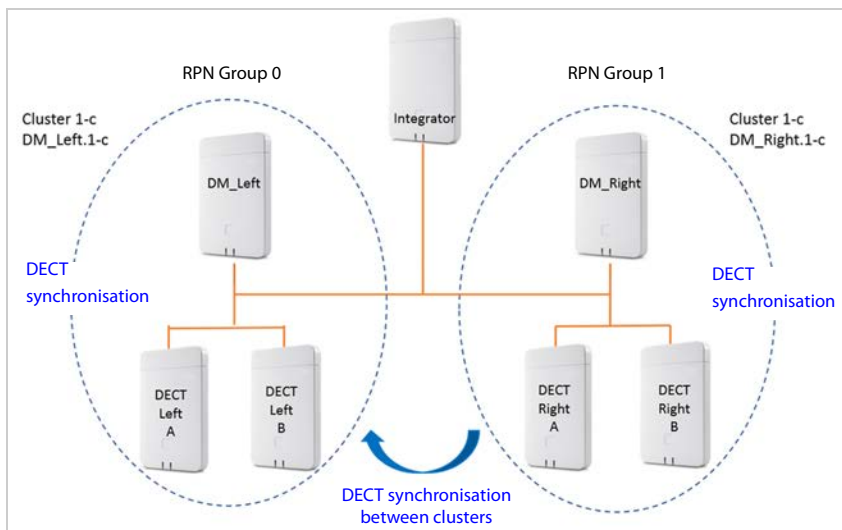 RPN Group 0
RPN Group 1
Integrator
Cluster 1-c
DM_Left.1-c
Cluster 1-c
DM_Right.1-c
DM_Left
DM_Right
DECT
synchronisation
DECT
synchronisation
DECT
Left
A
DECT
Left
B
DECT
Right
A
DECT
Right
B
DECT synchronisation
between clusters